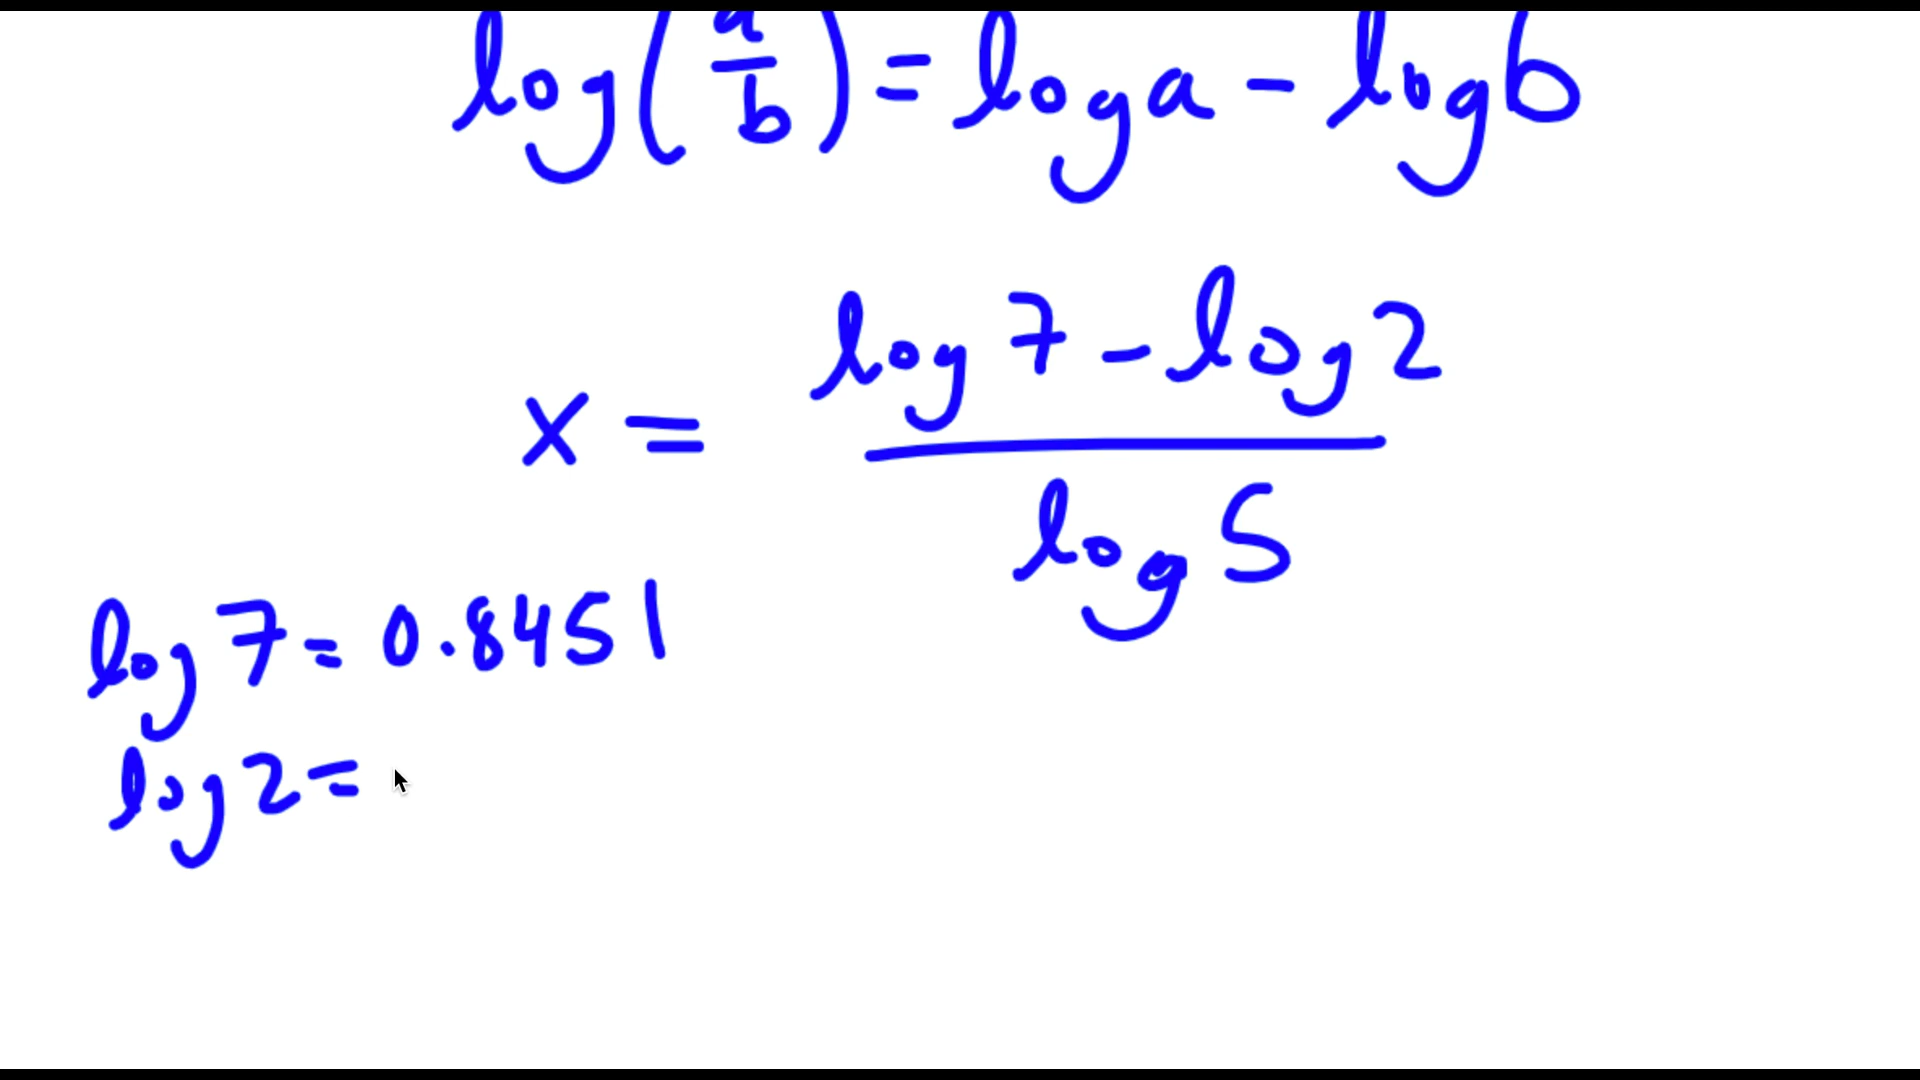 log(a/b) = log a - log b
x = (log 7 - log 2) / log 5
log 7 = 0.8451
log 2 =